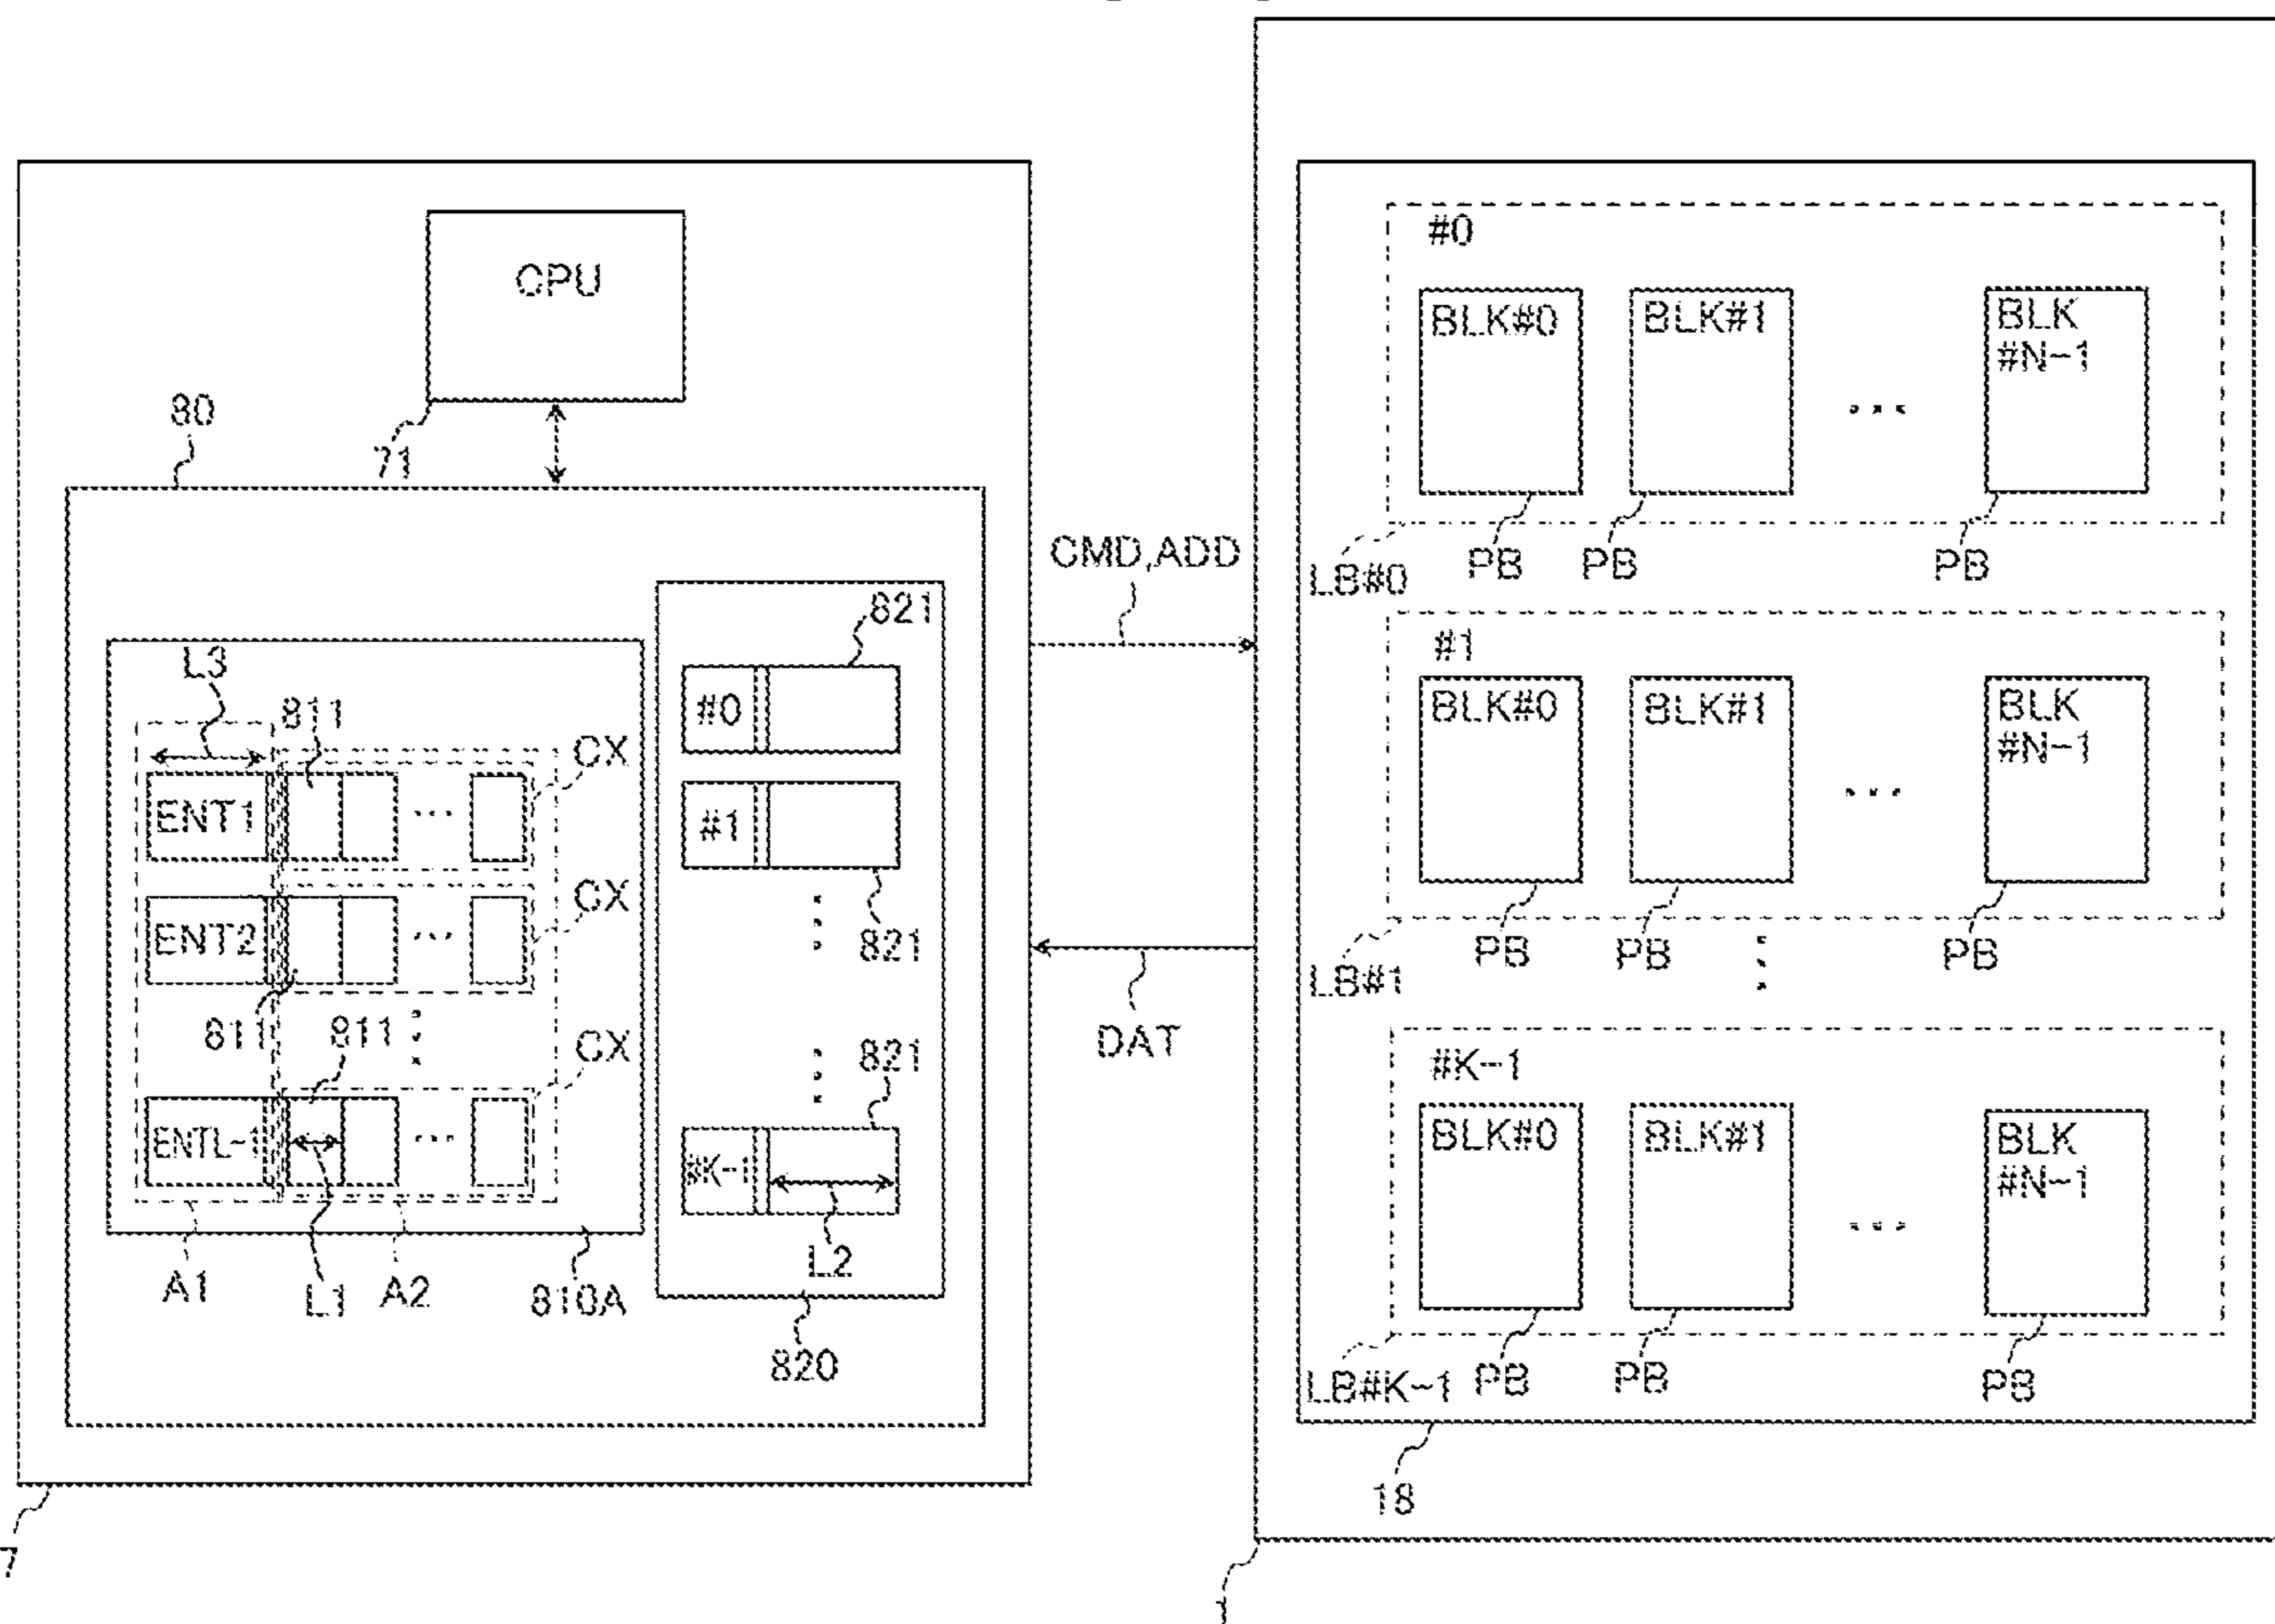 CPU
80
71
821
L3
#0
811
CX
ENT1
#1
CX
ENT2
821
811
811
CX
821
ENTL-1
#K-1
A1
L1
A2
810A
L2
820
7
CMD,ADD
DAT
#0
BLK#0
BLK#1
BLK
#N-1
...
LB#0
PB
PB
PB
#1
BLK#0
BLK#1
BLK
#N-1
...
LB#1
PB
PB
PB
#K-1
BLK#0
BLK#1
BLK
#N-1
...
LB#K-1
PB
PB
PB
18
1